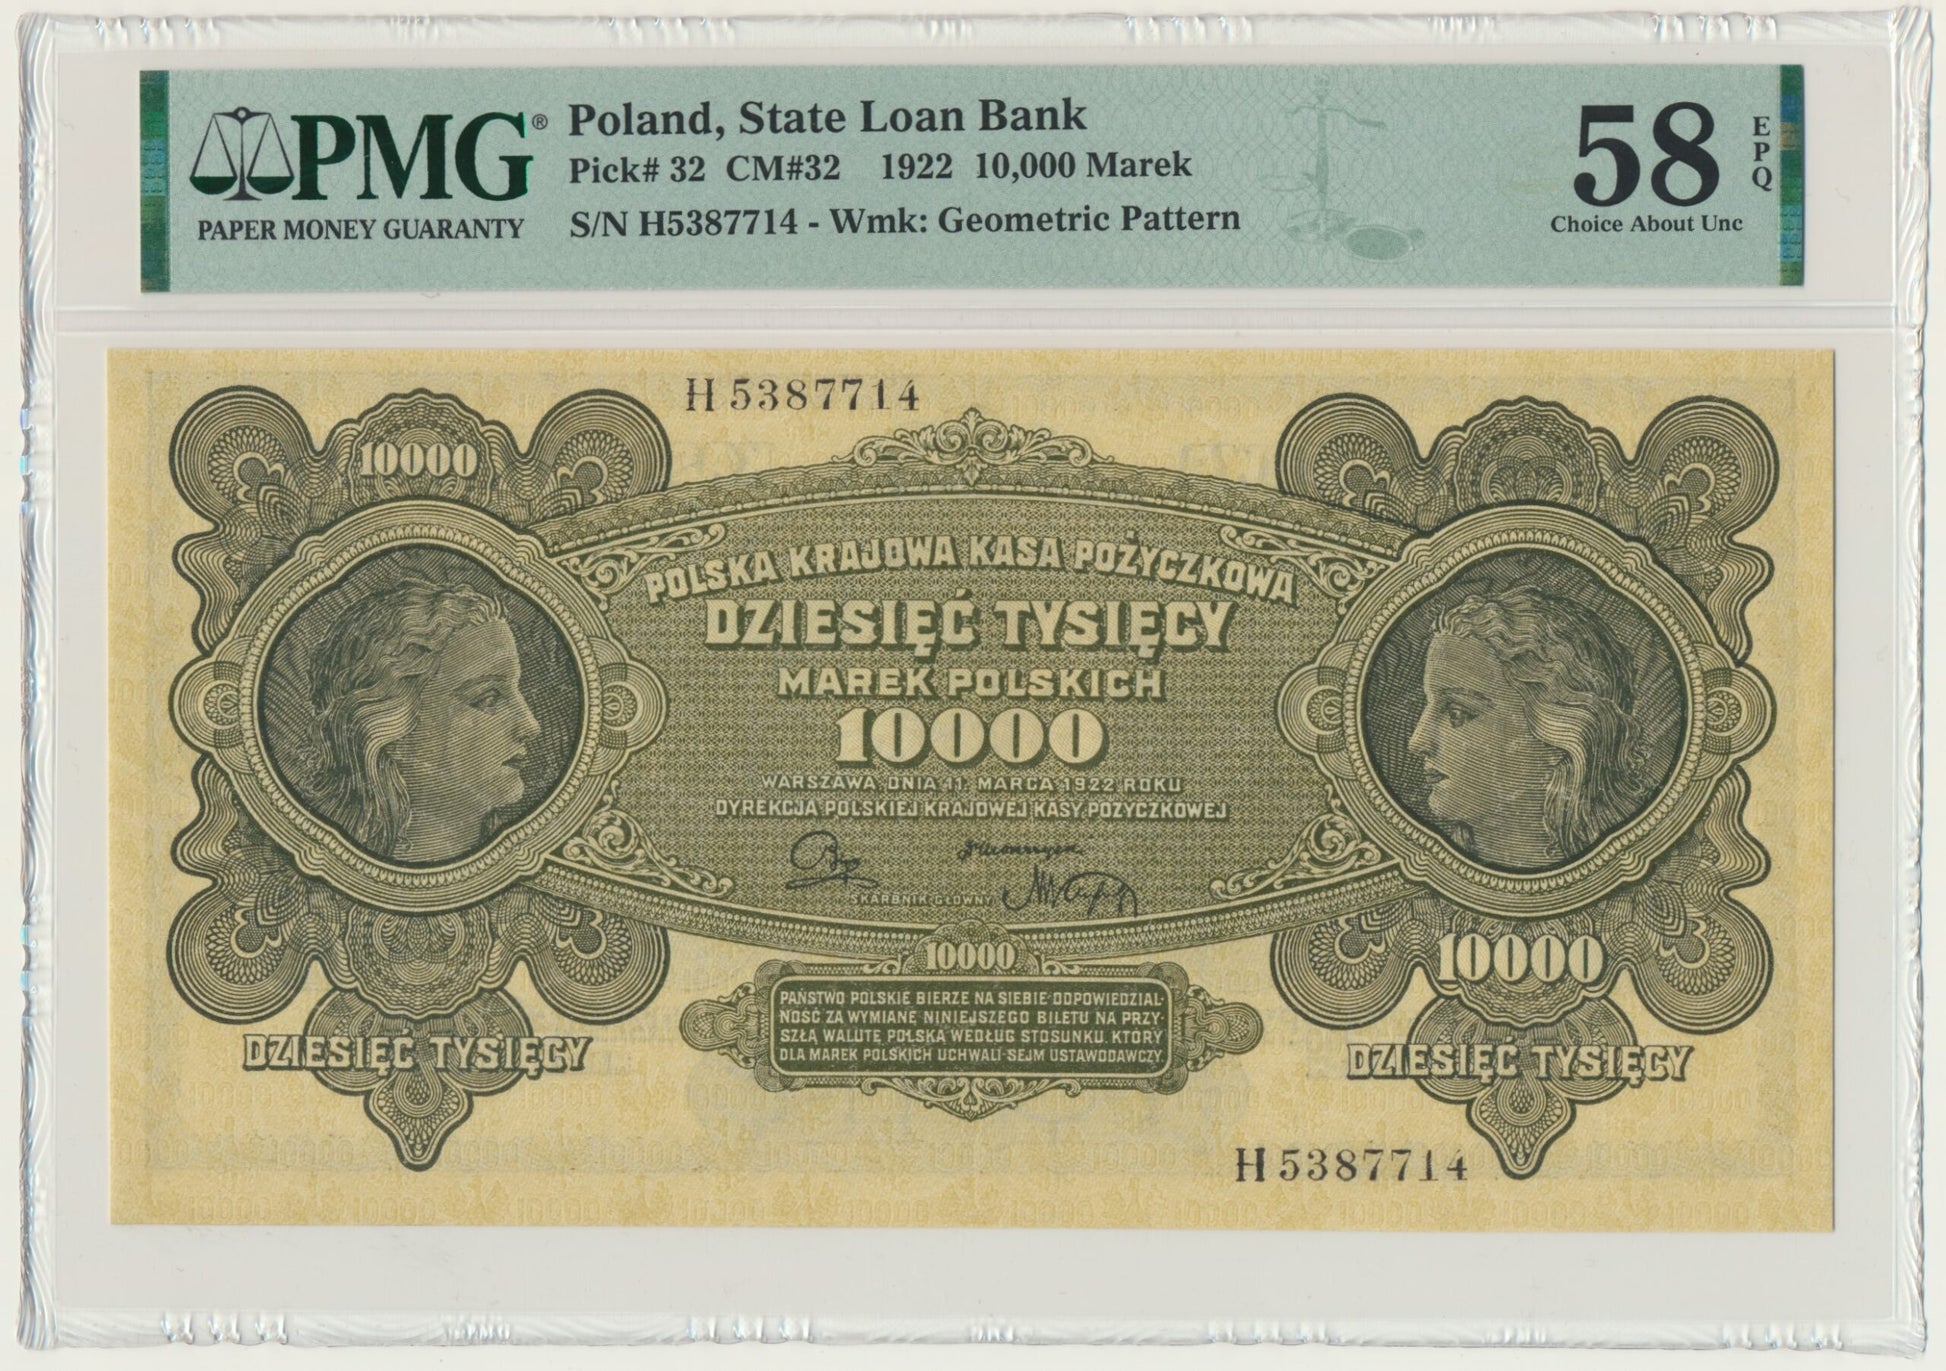 PMG®
PAPER MONEY GUARANTY
Poland, State Loan Bank
Pick# 32 CM#32 1922 10,000 Marek
S/N H5387714 - Wmk: Geometric Pattern
58
EPQ
Choice About Unc
H 5387714
10000
POLSKA KRAJOWA KASA POŻYCZKOWA
DZIESIĘĆ TYSIĘCY
MAREK POLSKICH
10000
WARSZAWA, DNIA 11. MARCA 1922 ROKU
DYREKCJA POLSKIEJ KRAJOWEJ KASY POŻYCZKOWEJ
SKARBNIK GŁÓWNY
10000
10000
PAŃSTWO POLSKIE BIERZE NA SIEBIE ODPOWIEDZIAL-
NOŚĆ ZA WYMIANĘ NINIEJSZEGO BILETU NA PRZY-
SZŁĄ WALUTĘ POLSKĄ WEDŁUG STOSUNKU, KTÓRY
DLA MAREK POLSKICH UCHWALI SEJM USTAWODAWCZY
DZIESIĘĆ TYSIĘCY
DZIESIĘĆ TYSIĘCY
H 5387714
PMG